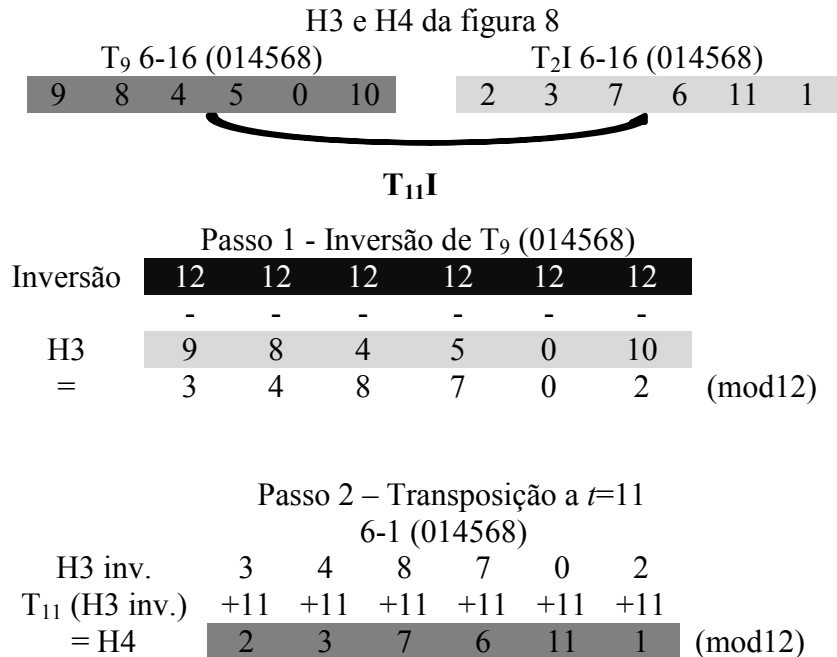 H3 e H4 da figura 8
T₉ 6-16 (014568) T₂I 6-16 (014568)
9 8 4 5 0 10 2 3 7 6 11 1
T₁₁I
Passo 1 - Inversão de T₉ (014568)
Inversão 12 12 12 12 12 12
- - - - - -
H3 9 8 4 5 0 10
= 3 4 8 7 0 2 (mod12)
Passo 2 – Transposição a t=11
6-1 (014568)
H3 inv. 3 4 8 7 0 2
T₁₁ (H3 inv.) +11 +11 +11 +11 +11 +11
= H4 2 3 7 6 11 1 (mod12)